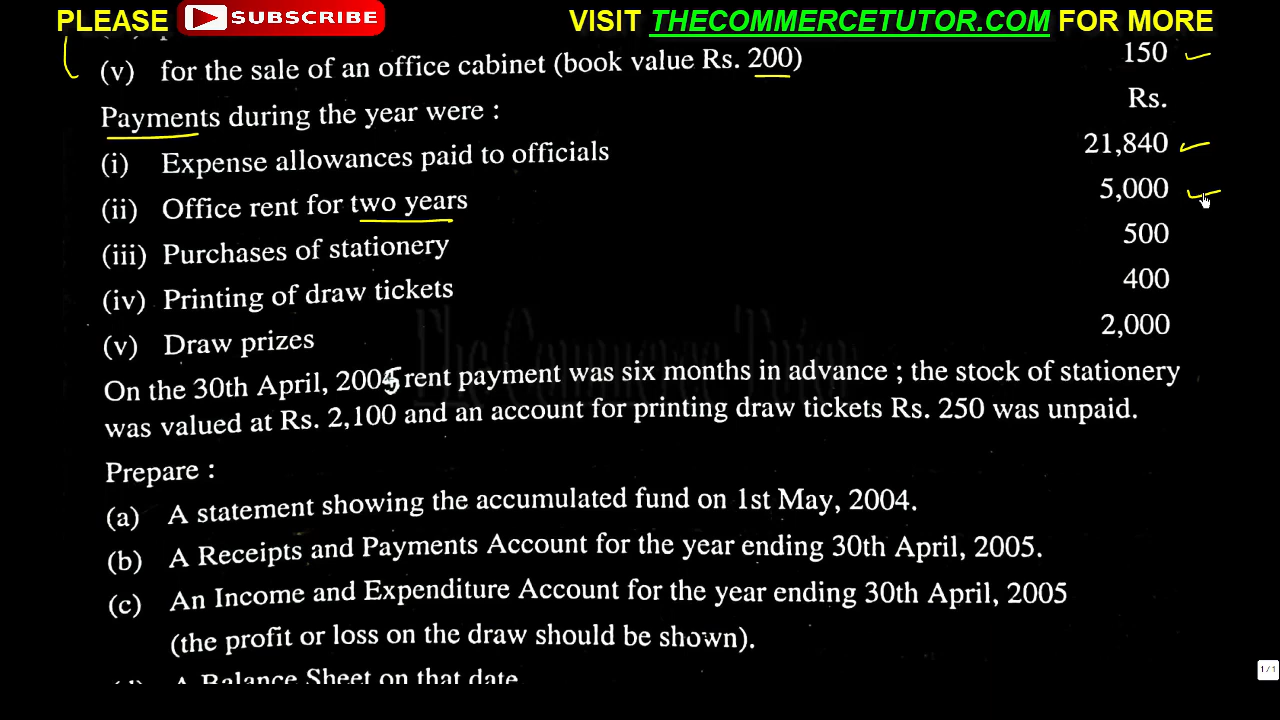 PLEASE SUBSCRIBE VISIT THECOMMERCETUTOR.COM FOR MORE
(v) for the sale of an office cabinet (book value Rs. 200) 150
Payments during the year were : Rs.
(i) Expense allowances paid to officials 21,840
(ii) Office rent for two years 5,000
(iii) Purchases of stationery 500
(iv) Printing of draw tickets 400
(v) Draw prizes 2,000
The Commerce Tutor
On the 30th April, 2005 rent payment was six months in advance ; the stock of stationery
was valued at Rs. 2,100 and an account for printing draw tickets Rs. 250 was unpaid.
Prepare :
(a) A statement showing the accumulated fund on 1st May, 2004.
(b) A Receipts and Payments Account for the year ending 30th April, 2005.
(c) An Income and Expenditure Account for the year ending 30th April, 2005
(the profit or loss on the draw should be shown).
A Balance Sheet on that date
1/1